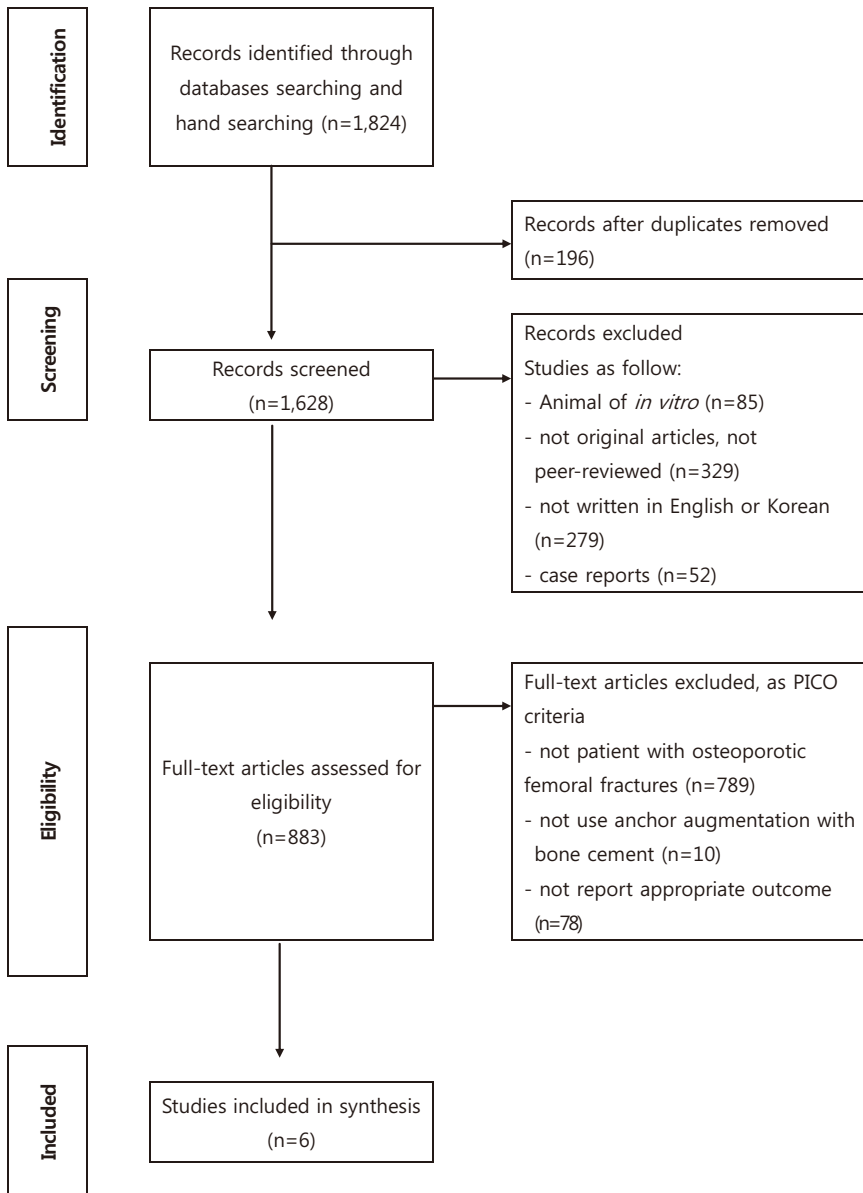 Identification
Records identified through
databases searching and
hand searching (n=1,824)
Records after duplicates removed
(n=196)
Screening
Records screened
(n=1,628)
Records excluded
Studies as follow:
- Animal of in vitro (n=85)
- not original articles, not
peer-reviewed (n=329)
- not written in English or Korean
(n=279)
- case reports (n=52)
Eligibility
Full-text articles assessed for
eligibility
(n=883)
Full-text articles excluded, as PICO
criteria
- not patient with osteoporotic
femoral fractures (n=789)
- not use anchor augmentation with
bone cement (n=10)
- not report appropriate outcome
(n=78)
Included
Studies included in synthesis
(n=6)